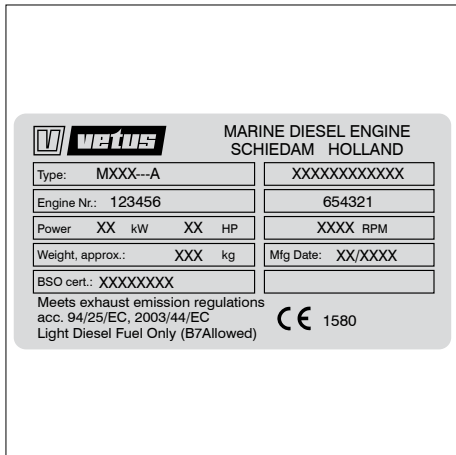 V vetus MARINE DIESEL ENGINE
SCHIEDAM HOLLAND
Type: MXXX---A XXXXXXXXXXXX
Engine Nr.: 123456 654321
Power XX kW XX HP XXXX RPM
Weight, approx.: XXX kg Mfg Date: XX/XXXX
BSO cert.: XXXXXXXX
Meets exhaust emission regulations
acc. 94/25/EC, 2003/44/EC
Light Diesel Fuel Only (B7Allowed)
CE 1580